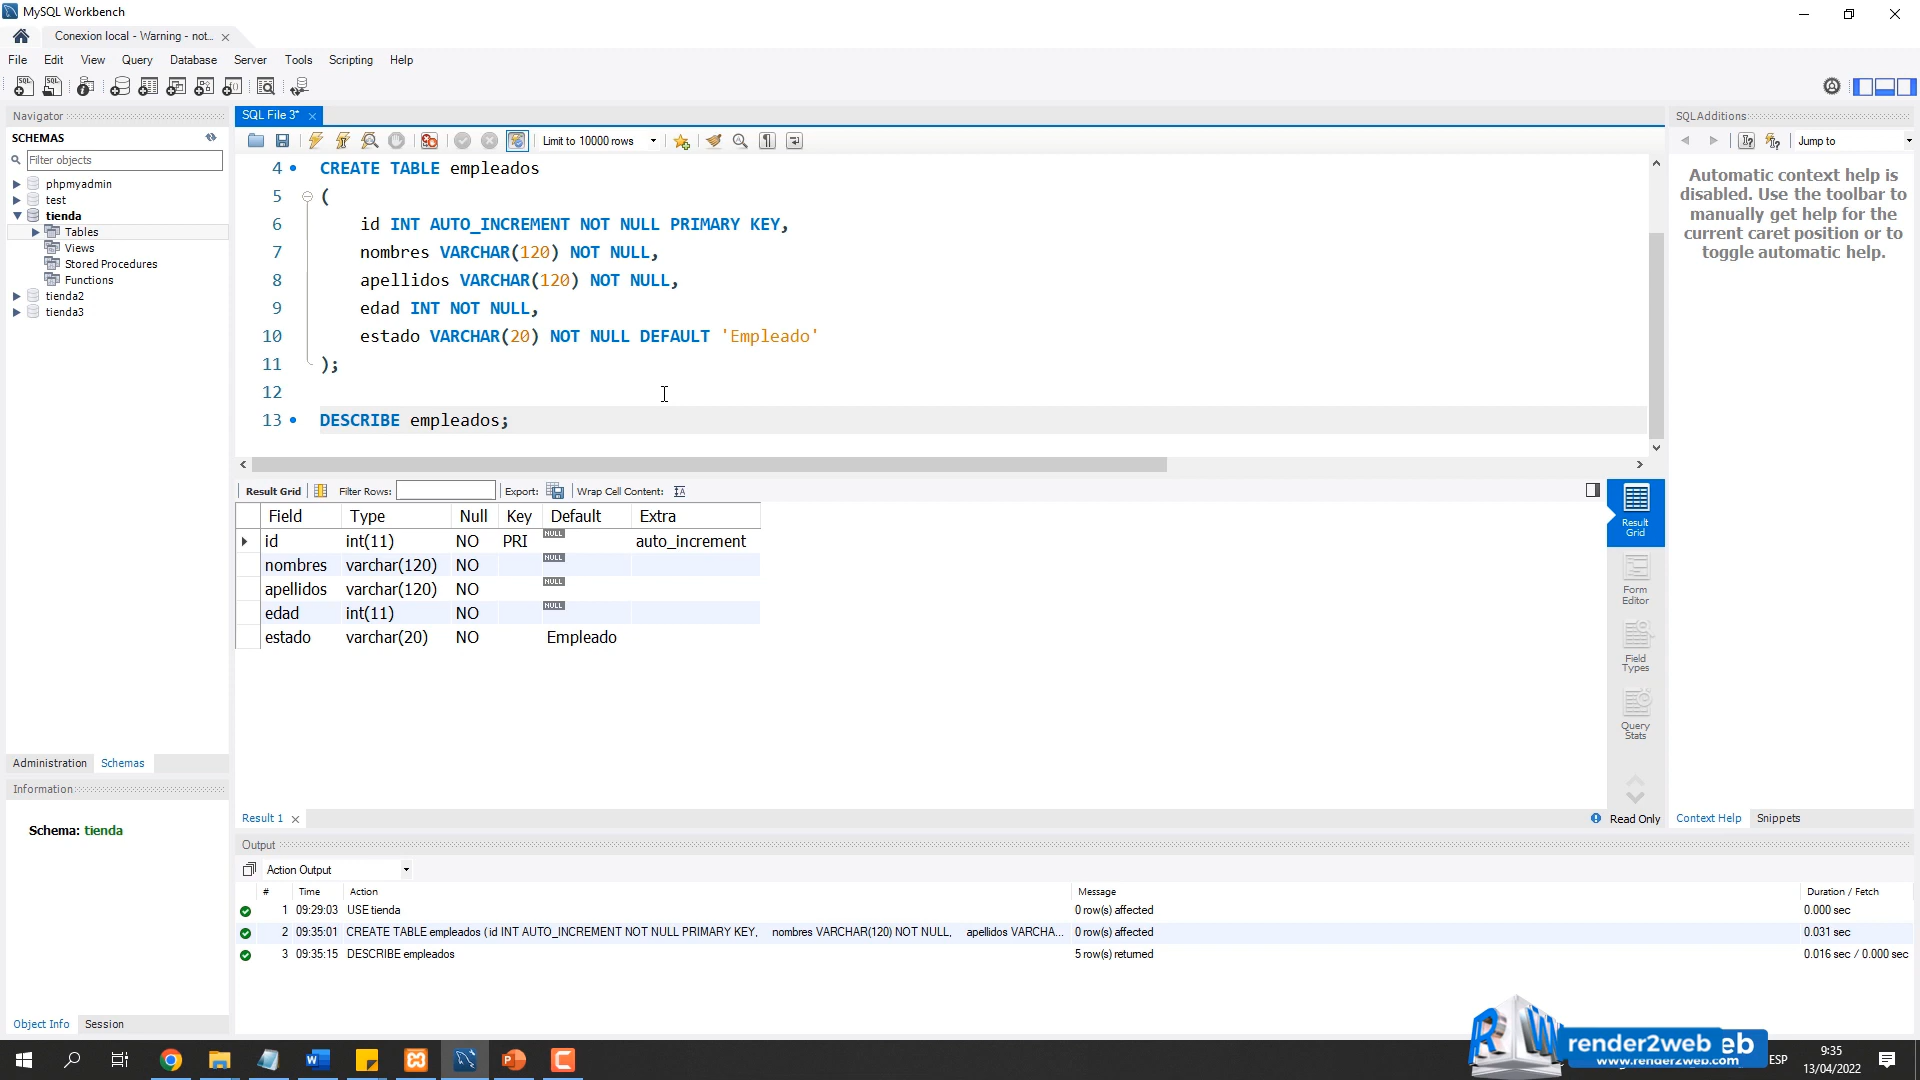 MySQL Workbench
Conexion local - Warning - not...
File Edit View Query Database Server Tools Scripting Help
Navigator
SCHEMAS
Filter objects
phpmyadmin
test
tienda
Tables
Views
Stored Procedures
Functions
tienda2
tienda3
Administration Schemas
Information
Schema: tienda
Object Info Session
SQL File 3*
Limit to 10000 rows
4 CREATE TABLE empleados
5 (
6 id INT AUTO_INCREMENT NOT NULL PRIMARY KEY,
7 nombres VARCHAR(120) NOT NULL,
8 apellidos VARCHAR(120) NOT NULL,
9 edad INT NOT NULL,
10 estado VARCHAR(20) NOT NULL DEFAULT 'Empleado'
11 );
12
13 DESCRIBE empleados;
Result Grid Filter Rows: Export: Wrap Cell Content:
Field Type Null Key Default Extra
id int(11) NO PRI NULL auto_increment
nombres varchar(120) NO NULL
apellidos varchar(120) NO NULL
edad int(11) NO NULL
estado varchar(20) NO Empleado
Result Grid
Form Editor
Field Types
Query Stats
Result 1
Read Only
SQLAdditions
Jump to
Automatic context help is
disabled. Use the toolbar to
manually get help for the
current caret position or to
toggle automatic help.
Context Help Snippets
Output
Action Output
# Time Action Message Duration / Fetch
1 09:29:03 USE tienda 0 row(s) affected 0.000 sec
2 09:35:01 CREATE TABLE empleados ( id INT AUTO_INCREMENT NOT NULL PRIMARY KEY, nombres VARCHAR(120) NOT NULL, apellidos VARCHA... 0 row(s) affected 0.031 sec
3 09:35:15 DESCRIBE empleados 5 row(s) returned 0.016 sec / 0.000 sec
RW
render2web eb
www.render2web.com
ESP
9:35
13/04/2022